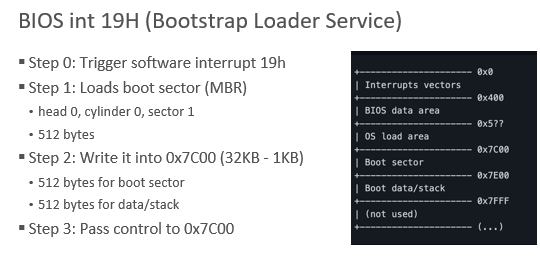 BIOS int 19H (Bootstrap Loader Service)
▪ Step 0: Trigger software interrupt 19h
▪ Step 1: Loads boot sector (MBR)
• head 0, cylinder 0, sector 1
• 512 bytes
▪ Step 2: Write it into 0x7C00 (32KB - 1KB)
• 512 bytes for boot sector
• 512 bytes for data/stack
▪ Step 3: Pass control to 0x7C00
+--------------------- 0x0
| Interrupts vectors
+--------------------- 0x400
| BIOS data area
+--------------------- 0x5??
| OS load area
+--------------------- 0x7C00
| Boot sector
+--------------------- 0x7E00
| Boot data/stack
+--------------------- 0x7FFF
| (not used)
+--------------------- (...)